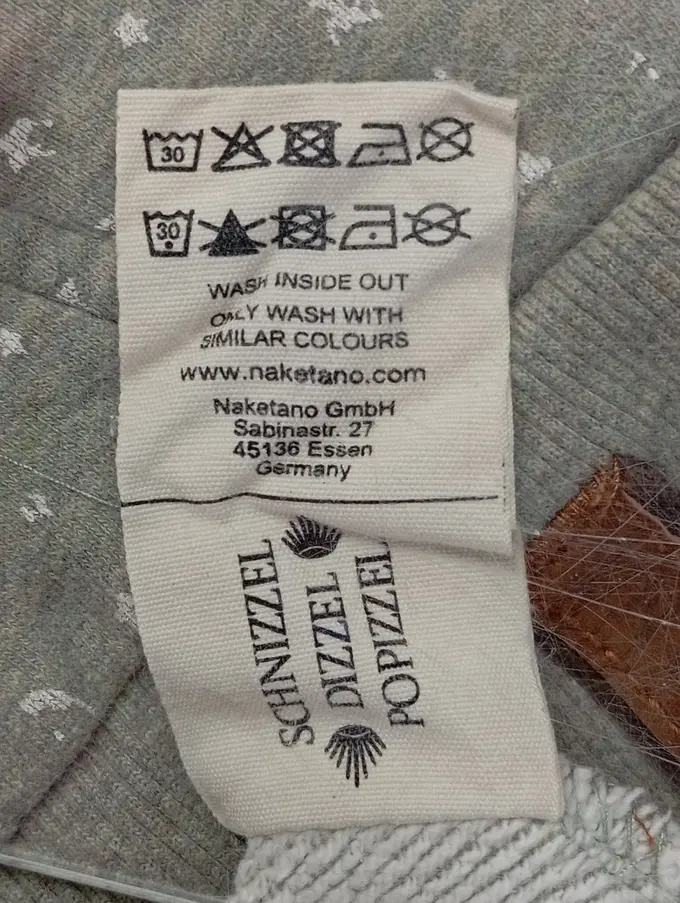 30
30
WASH INSIDE OUT
ONLY WASH WITH
SIMILAR COLOURS
www.naketano.com
Naketano GmbH
Sabinastr. 27
45136 Essen
Germany
SCHNIZZEL
DIZZEL
POPIZZEL